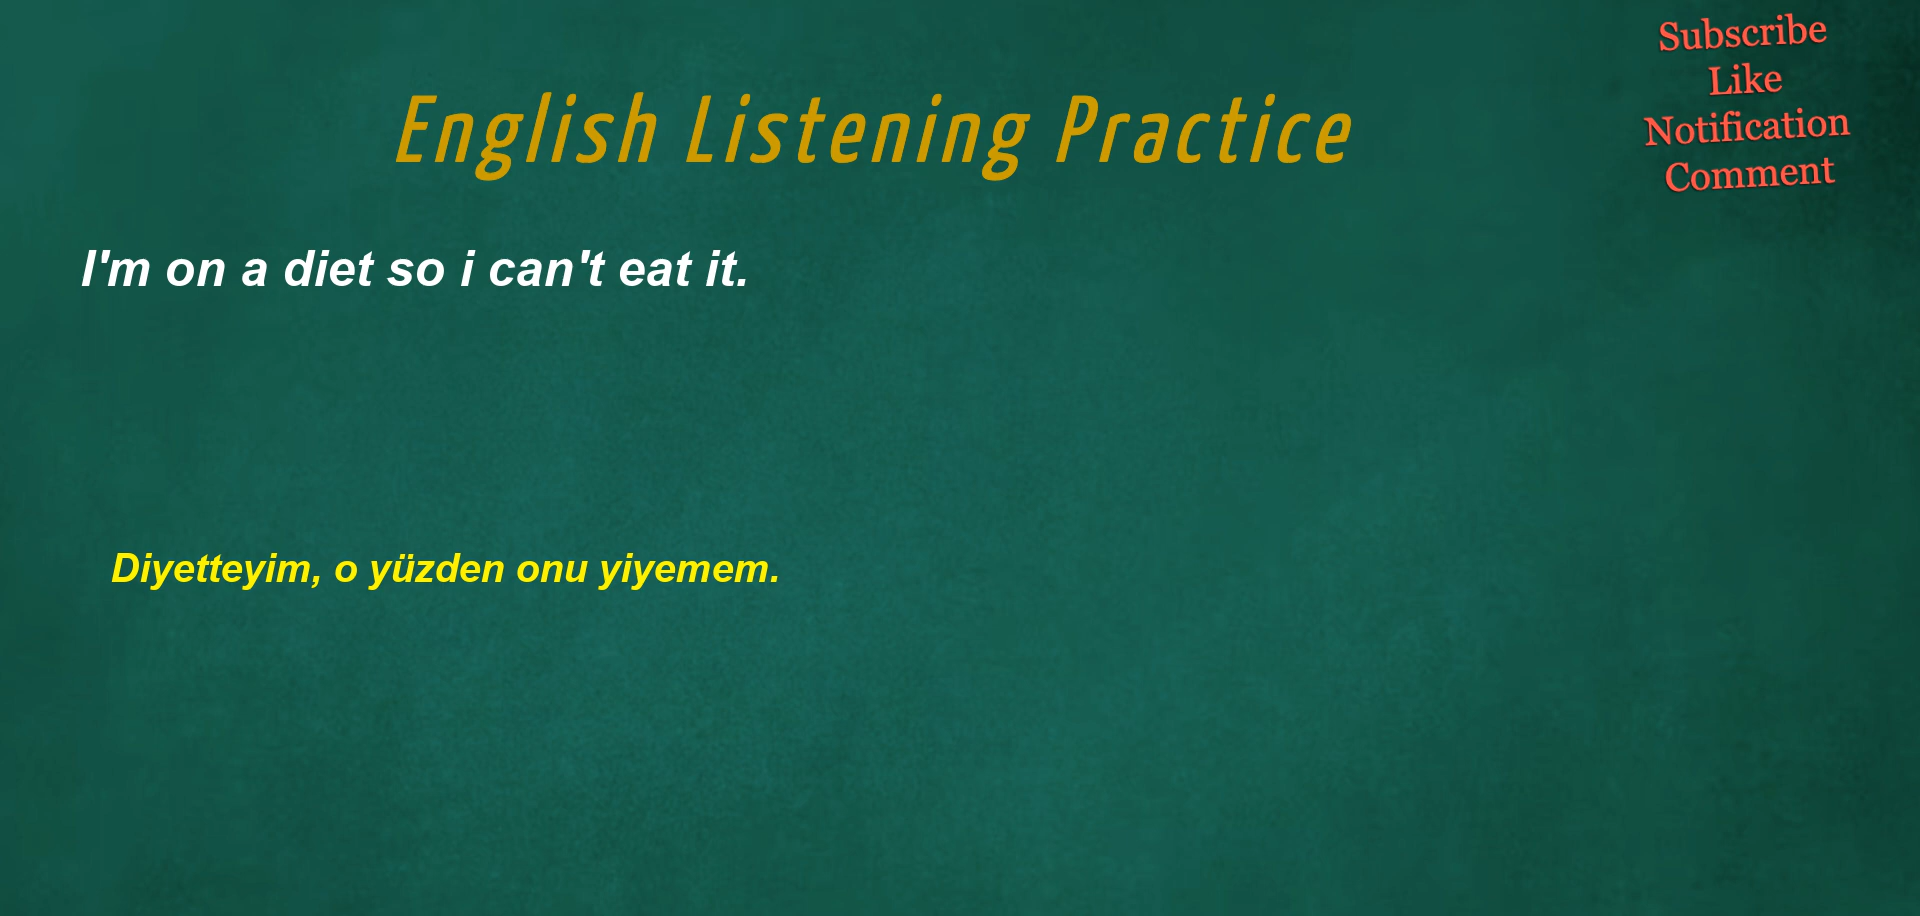 English Listening Practice
Subscribe
Like
Notification
Comment
I'm on a diet so i can't eat it.
Diyetteyim, o yüzden onu yiyemem.